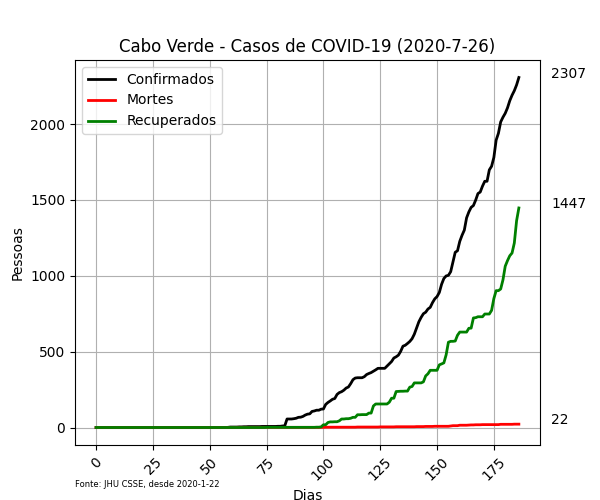 Cabo Verde - Casos de COVID-19 (2020-7-26)
Confirmados
Mortes
Recuperados
2307
1447
22
Pessoas
2000
1500
1000
500
0
0 25 50 75 100 125 150 175
Fonte: JHU CSSE, desde 2020-1-22
Dias